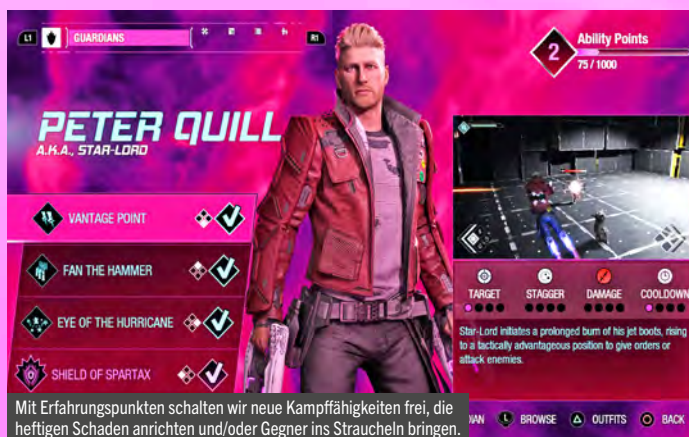 L1 GUARDIANS R1
2 Ability Points
75 / 1000
PETER QUILL
A.K.A., STAR-LORD
VANTAGE POINT
FAN THE HAMMER
EYE OF THE HURRICANE
SHIELD OF SPARTAX
TARGET STAGGER DAMAGE COOLDOWN
Star-Lord initiates a prolonged burn of his jet boots, rising
to a tactically advantageous position to give orders or
attack enemies.
Mit Erfahrungspunkten schalten wir neue Kampffähigkeiten frei, die
heftigen Schaden anrichten und/oder Gegner ins Straucheln bringen.
IAN L BROWSE OUTFITS BACK